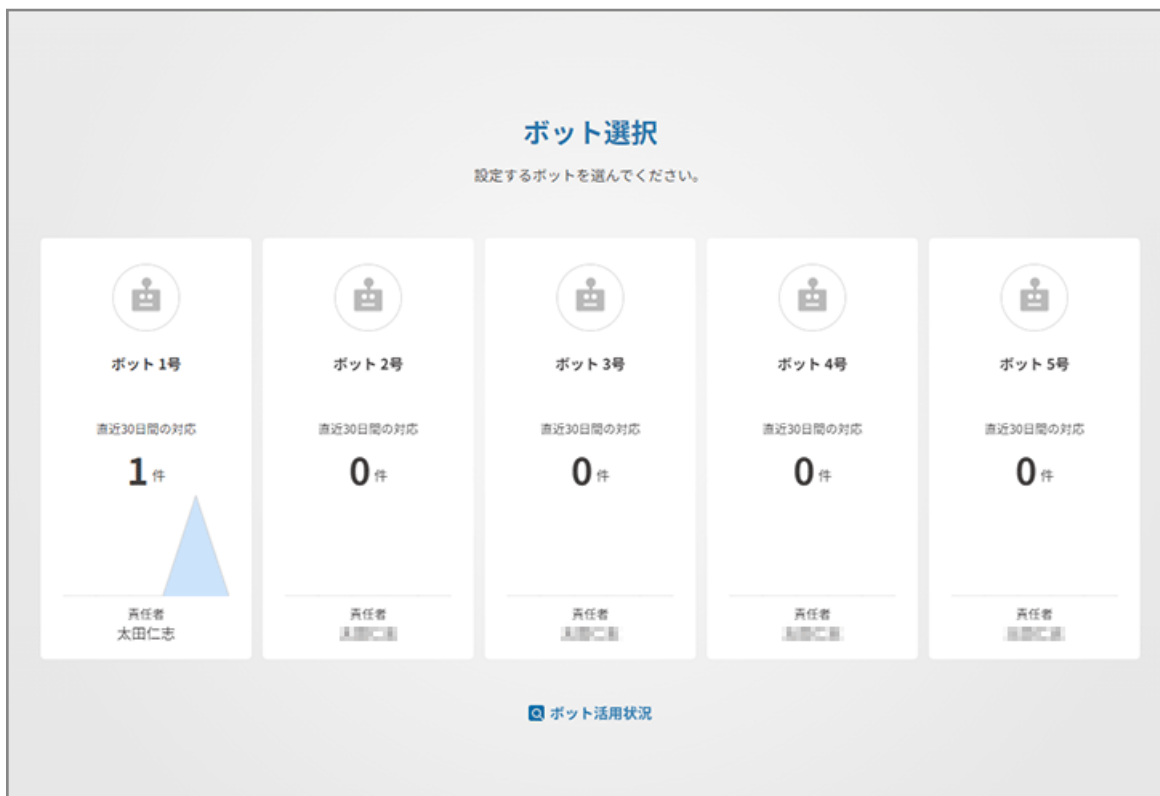 ボット選択
設定するボットを選んでください。
ボット 1号
直近30日間の対応
1 件
責任者
太田仁志
ボット 2号
直近30日間の対応
0 件
責任者
ボット 3号
直近30日間の対応
0 件
責任者
ボット 4号
直近30日間の対応
0 件
責任者
ボット 5号
直近30日間の対応
0 件
責任者
ボット活用状況